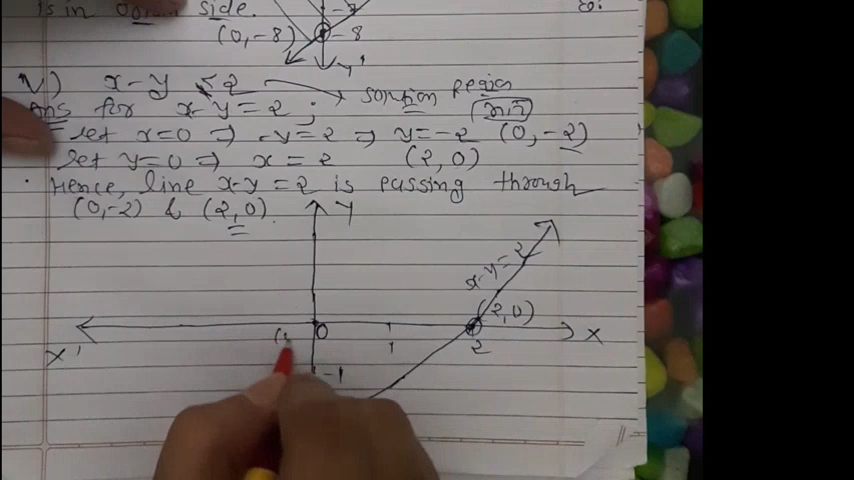 is in origin side.
-7
(0,-8) -8
Y'
V) x-y ≤ 2 solution region
Ans for x-y=2 ;
let x=0 ⇒ -y=2 ⇒ y=-2 (0,-2)
let y=0 ⇒ x = 2 (2,0)
Hence, line x-y=2 is passing through
(0,-2) & (2,0).
Y
x-y=2
(2,0)
( 0 1 2 X
X'
-1